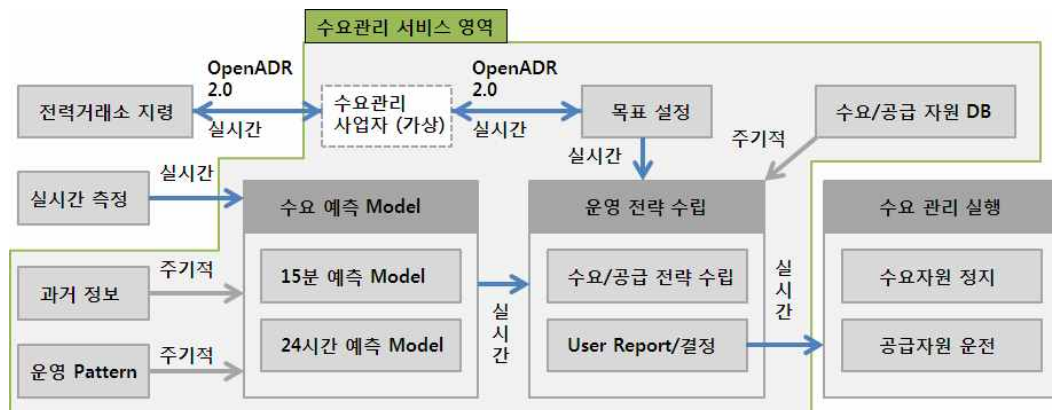 수요관리 서비스 영역
OpenADR
2.0
OpenADR
2.0
전력거래소 지령
실시간
수요관리
사업자 (가상)
실시간
목표 설정
수요/공급 자원 DB
실시간
주기적
실시간 측정
실시간
수요 예측 Model
운영 전략 수립
수요 관리 실행
과거 정보
주기적
15분 예측 Model
실시간
수요/공급 전략 수립
실시간
수요자원 정지
운영 Pattern
주기적
24시간 예측 Model
User Report/결정
공급자원 운전